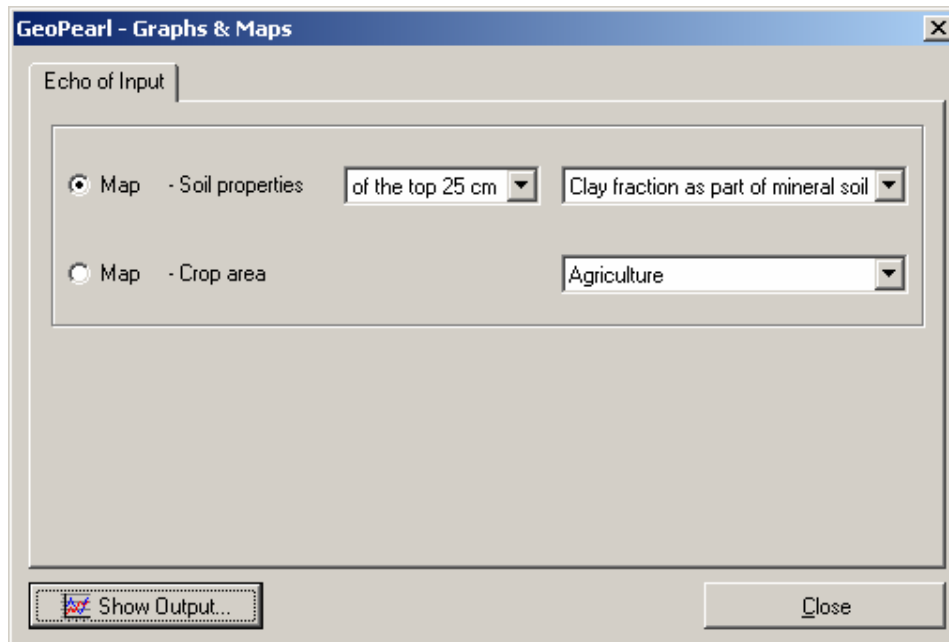 GeoPearl - Graphs & Maps
Echo of Input
Map - Soil properties of the top 25 cm Clay fraction as part of mineral soil
Map - Crop area Agriculture
Show Output... Close